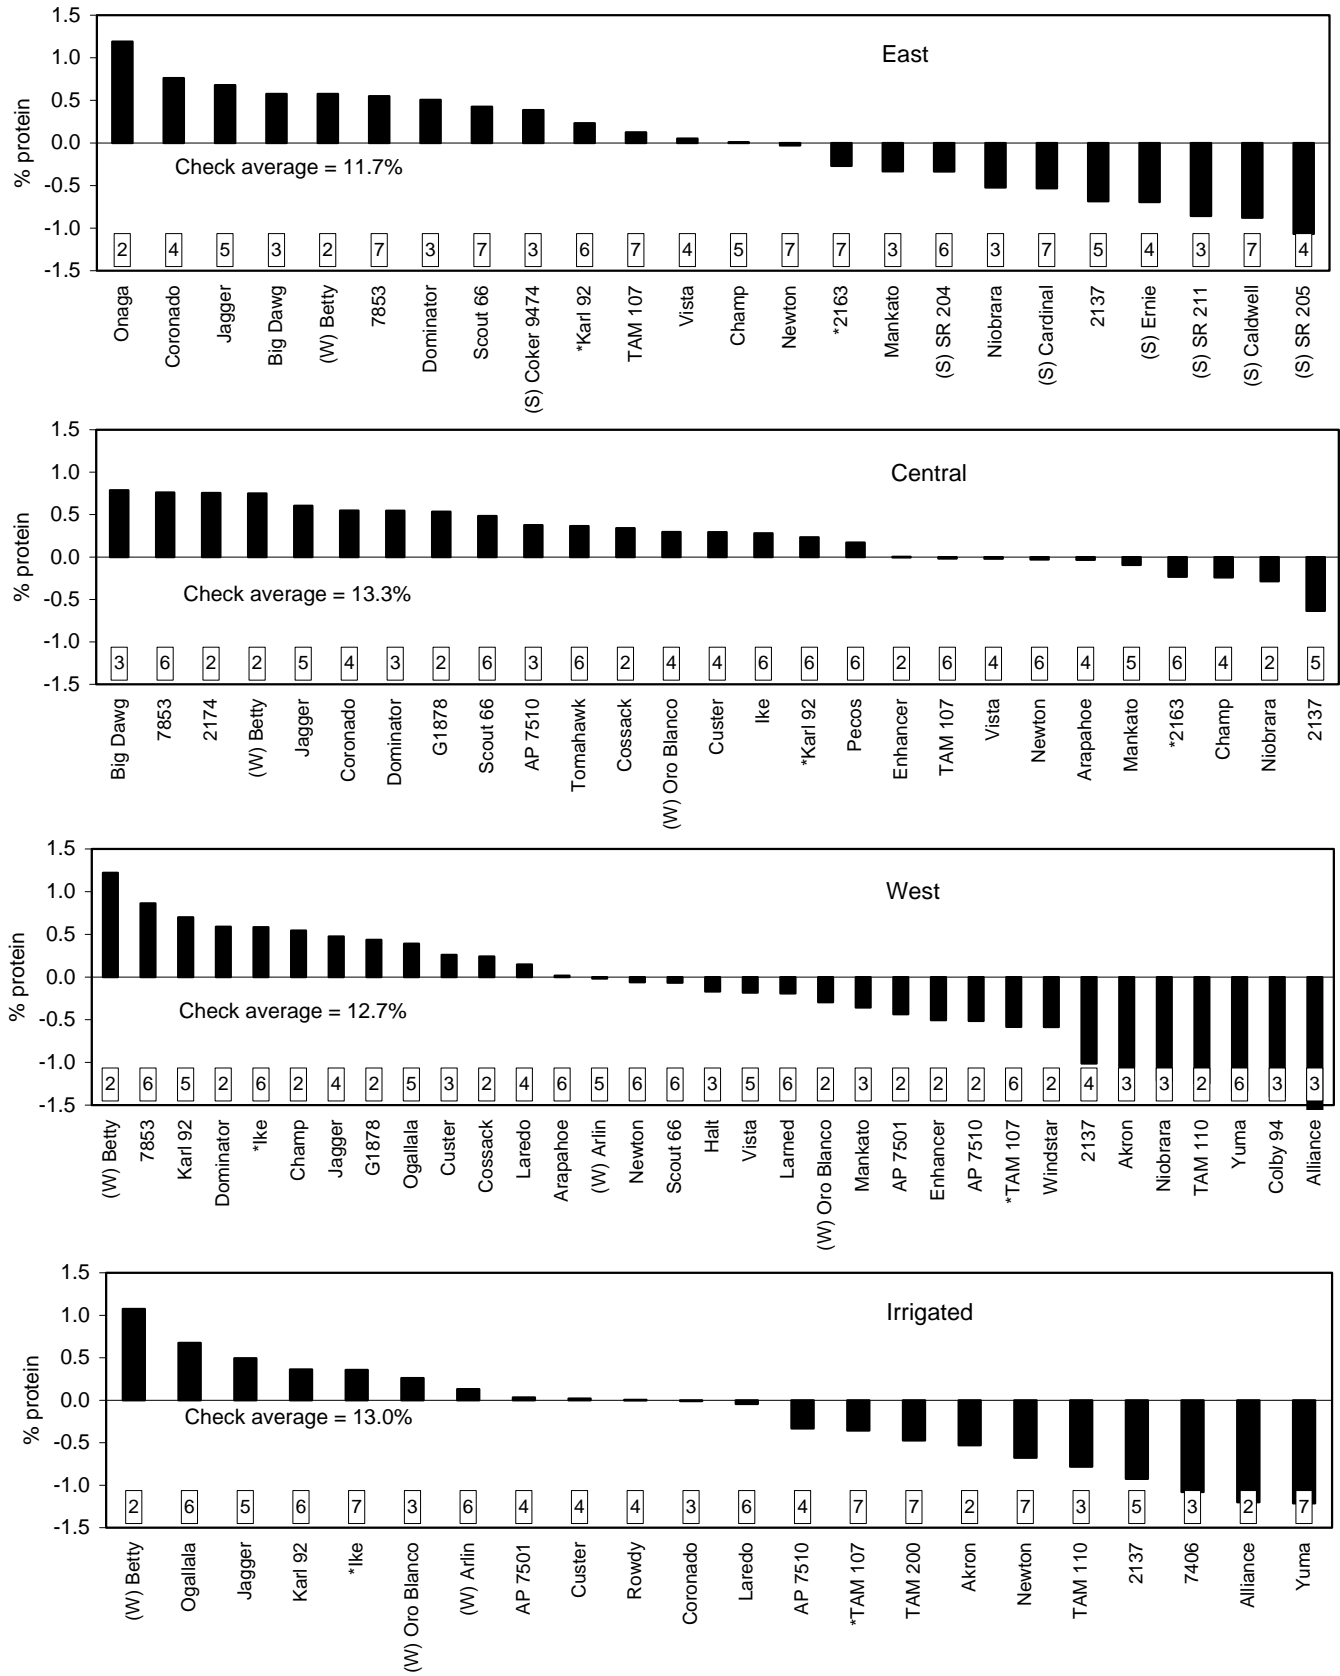 1.5
East
1.0
0.5
0.0
-0.5
-1.0
-1.5
% protein
Check average = 11.7%
2 4 5 3 2 7 3 7 3 6 7 4 5 7 7 3 6 3 7 5 4 3 7 4
Onaga
Coronado
Jagger
Big Dawg
(W) Betty
7853
Dominator
Scout 66
(S) Coker 9474
*Karl 92
TAM 107
Vista
Champ
Newton
*2163
Mankato
(S) SR 204
Niobrara
(S) Cardinal
2137
(S) Ernie
(S) SR 211
(S) Caldwell
(S) SR 205
1.5
Central
1.0
0.5
0.0
-0.5
-1.0
-1.5
% protein
Check average = 13.3%
3 6 2 2 5 4 3 2 6 3 6 2 4 4 6 6 6 2 6 4 6 4 5 6 4 2 5
Big Dawg
7853
2174
(W) Betty
Jagger
Coronado
Dominator
G1878
Scout 66
AP 7510
Tomahawk
Cossack
(W) Oro Blanco
Custer
Ike
*Karl 92
Pecos
Enhancer
TAM 107
Vista
Newton
Arapahoe
Mankato
*2163
Champ
Niobrara
2137
1.5
West
1.0
0.5
0.0
-0.5
-1.0
-1.5
% protein
Check average = 12.7%
2 6 5 2 6 2 4 2 5 3 2 4 6 5 6 6 3 5 6 2 3 2 2 2 6 2 4 3 3 2 6 3 3
(W) Betty
7853
Karl 92
Dominator
*Ike
Champ
Jagger
G1878
Ogallala
Custer
Cossack
Laredo
Arapahoe
(W) Arlin
Newton
Scout 66
Halt
Vista
Larned
(W) Oro Blanco
Mankato
AP 7501
Enhancer
AP 7510
*TAM 107
Windstar
2137
Akron
Niobrara
TAM 110
Yuma
Colby 94
Alliance
1.5
Irrigated
1.0
0.5
0.0
-0.5
-1.0
-1.5
% protein
Check average = 13.0%
2 6 5 6 7 3 6 4 4 4 3 6 4 7 7 2 7 3 5 3 2 7
(W) Betty
Ogallala
Jagger
Karl 92
*Ike
(W) Oro Blanco
(W) Arlin
AP 7501
Custer
Rowdy
Coronado
Laredo
AP 7510
*TAM 107
TAM 200
Akron
Newton
TAM 110
2137
7406
Alliance
Yuma